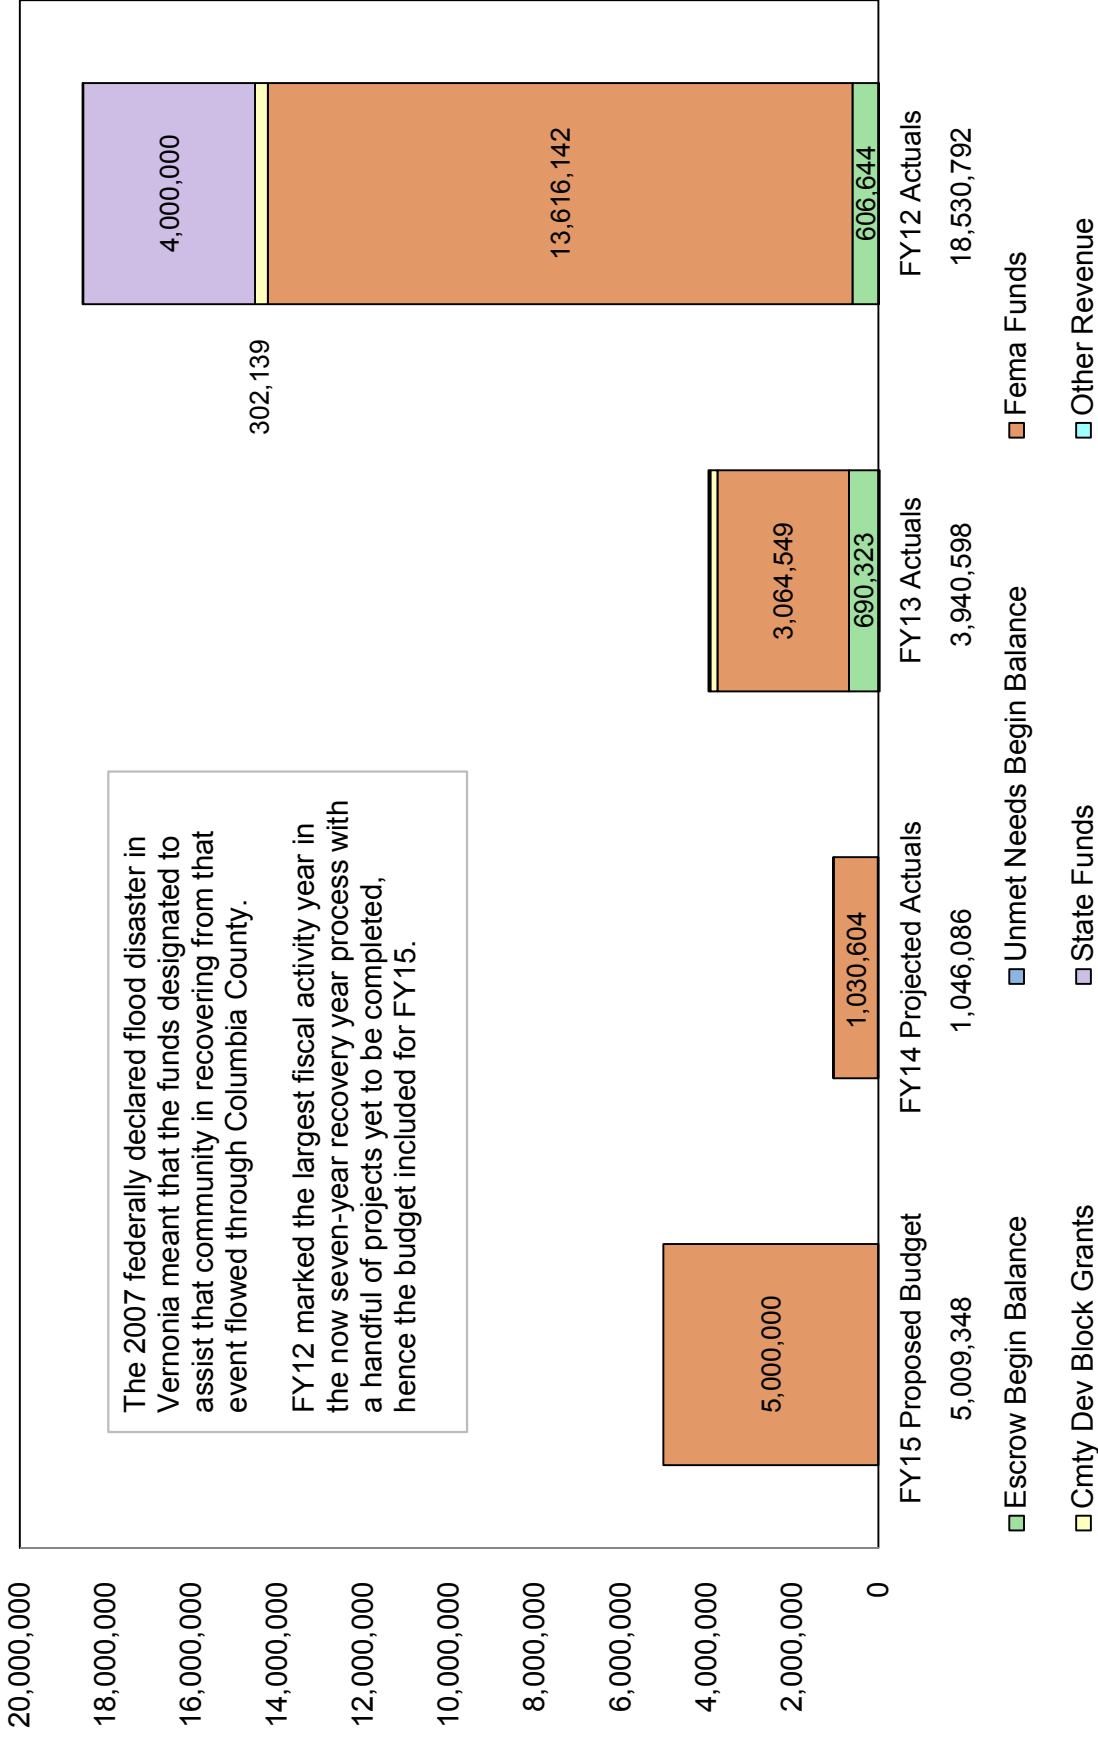 20,000,000
18,000,000
16,000,000
14,000,000
12,000,000
10,000,000
8,000,000
6,000,000
4,000,000
2,000,000
0
The 2007 federally declared flood disaster in
Vernonia meant that the funds designated to
assist that community in recovering from that
event flowed through Columbia County.
FY12 marked the largest fiscal activity year in
the now seven-year recovery year process with
a handful of projects yet to be completed,
hence the budget included for FY15.
5,000,000
1,030,604
3,064,549
690,323
4,000,000
302,139
13,616,142
606,644
FY15 Proposed Budget
FY14 Projected Actuals
FY13 Actuals
FY12 Actuals
5,009,348
1,046,086
3,940,598
18,530,792
Escrow Begin Balance
Unmet Needs Begin Balance
Fema Funds
Cmty Dev Block Grants
State Funds
Other Revenue